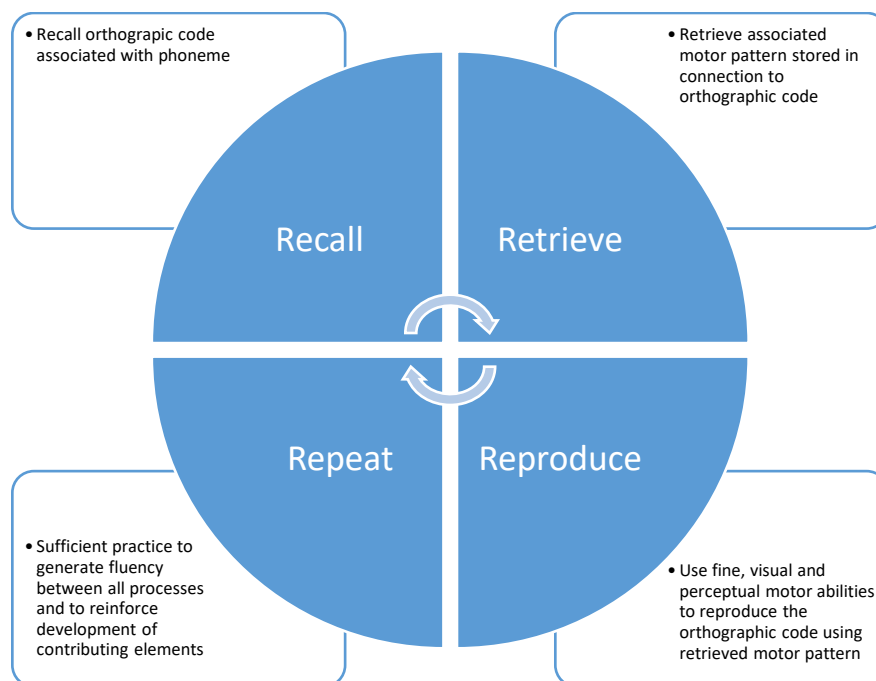 • Recall orthograpic code
associated with phoneme
• Retrieve associated
motor pattern stored in
connection to
orthographic code
Recall
Retrieve
Repeat
Reproduce
• Sufficient practice to
generate fluency
between all processes
and to reinforce
development of
contributing elements
• Use fine, visual and
perceptual motor abilities
to reproduce the
orthographic code using
retrieved motor pattern